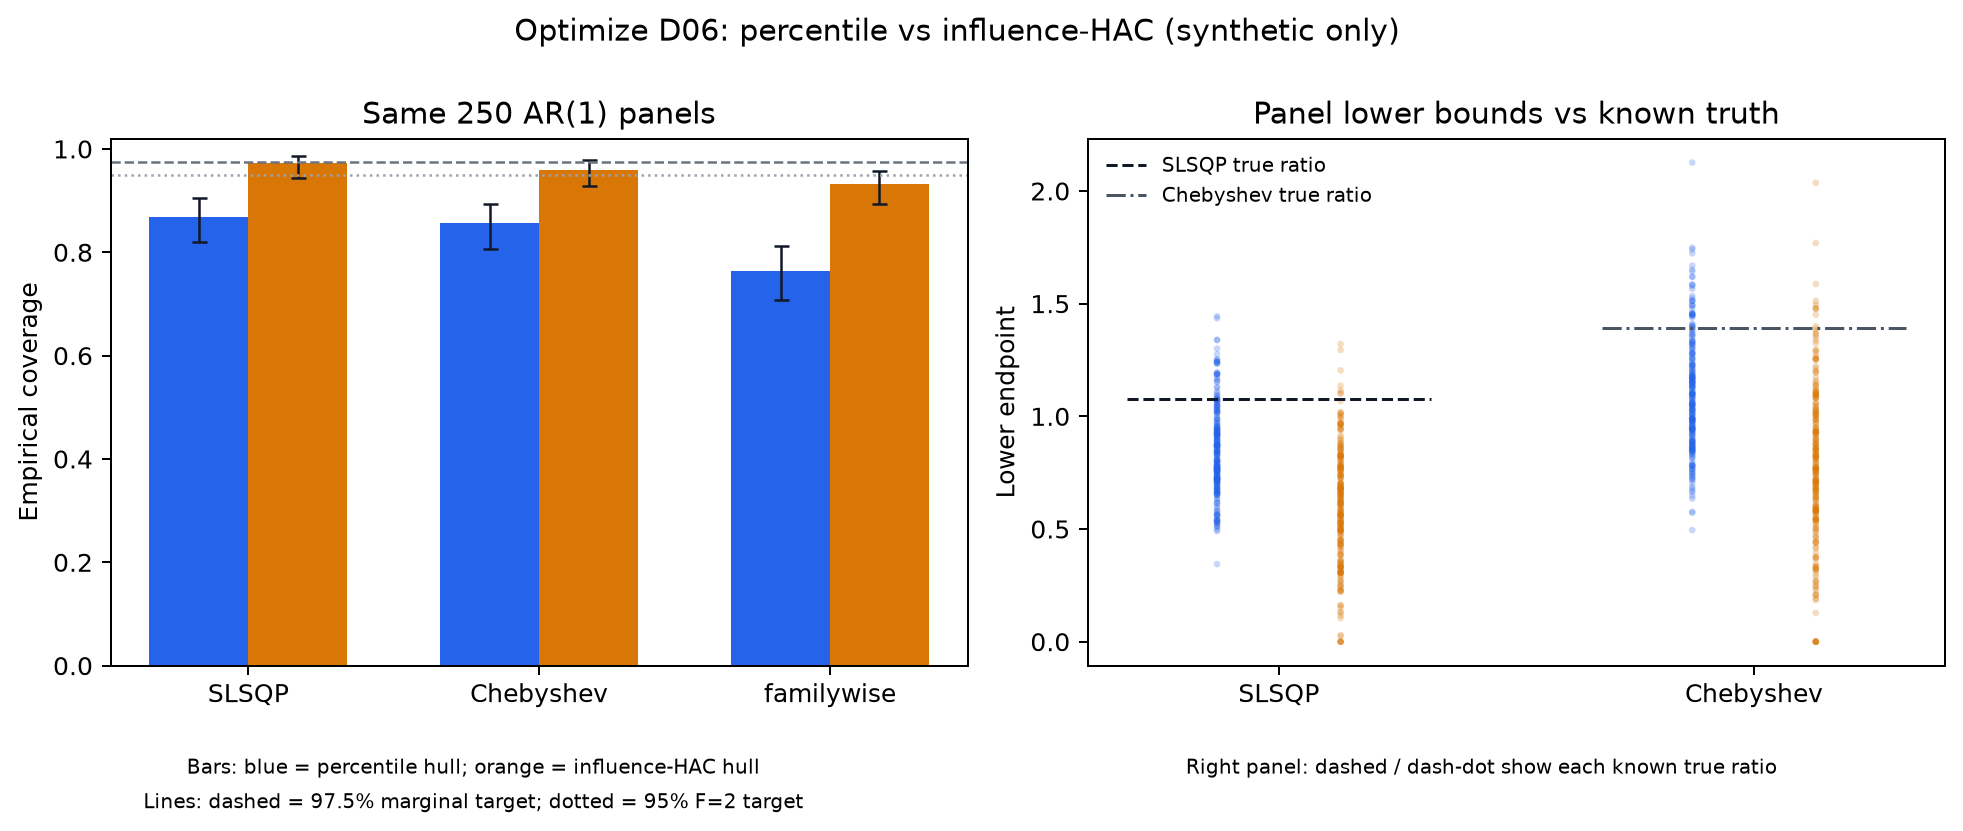 Optimize D06: percentile vs influence-HAC (synthetic only)
Same 250 AR(1) panels
Empirical coverage
1.0
0.8
0.6
0.4
0.2
0.0
SLSQP
Chebyshev
familywise
Bars: blue = percentile hull; orange = influence-HAC hull
Lines: dashed = 97.5% marginal target; dotted = 95% F=2 target
Panel lower bounds vs known truth
SLSQP true ratio
Chebyshev true ratio
Lower endpoint
2.0
1.5
1.0
0.5
0.0
SLSQP
Chebyshev
Right panel: dashed / dash-dot show each known true ratio